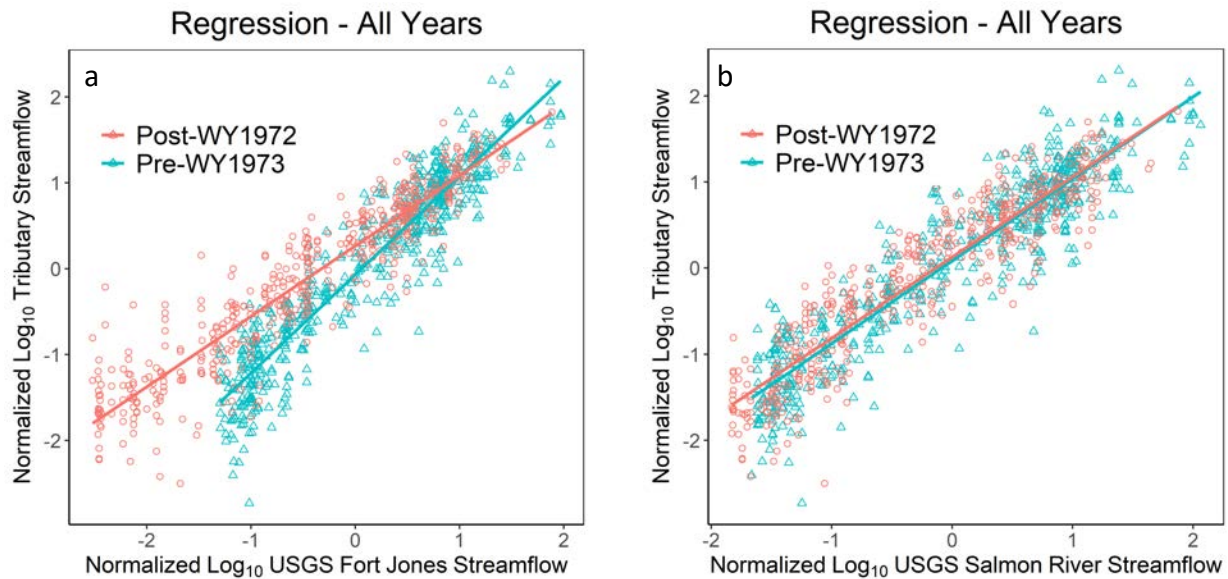 Regression - All Years
a
Post-WY1972
Pre-WY1973
Normalized Log10 Tributary Streamflow
2
1
0
-1
-2
-2 -1 0 1 2
Normalized Log10 USGS Fort Jones Streamflow
Regression - All Years
b
Post-WY1972
Pre-WY1973
Normalized Log10 Tributary Streamflow
2
1
0
-1
-2
-2 -1 0 1 2
Normalized Log10 USGS Salmon River Streamflow